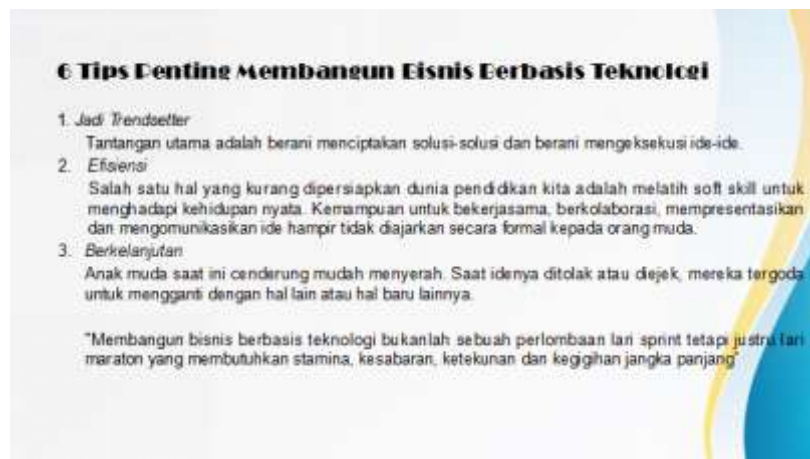 6 Tips Penting Membangun Bisnis Berbasis Teknologi
1. Jadi Trendsetter
Tantangan utama adalah berani menciptakan solusi-solusi dan berani mengeksekusi ide-ide.
2. Efisiensi
Salah satu hal yang kurang dipersiapkan dunia pendidikan kita adalah melatih soft skill untuk
menghadapi kehidupan nyata. Kemampuan untuk bekerjasama, berkolaborasi, mempresentasikan
dan mengomunikasikan ide hampir tidak diajarkan secara formal kepada orang muda.
3. Berkelanjutan
Anak muda saat ini cenderung mudah menyerah. Saat idenya ditolak atau diejek, mereka tergoda
untuk mengganti dengan hal lain atau hal baru lainnya.
"Membangun bisnis berbasis teknologi bukanlah sebuah perlombaan lari sprint tetapi justru lari
maraton yang membutuhkan stamina, kesabaran, ketekunan dan kegigihan jangka panjang"